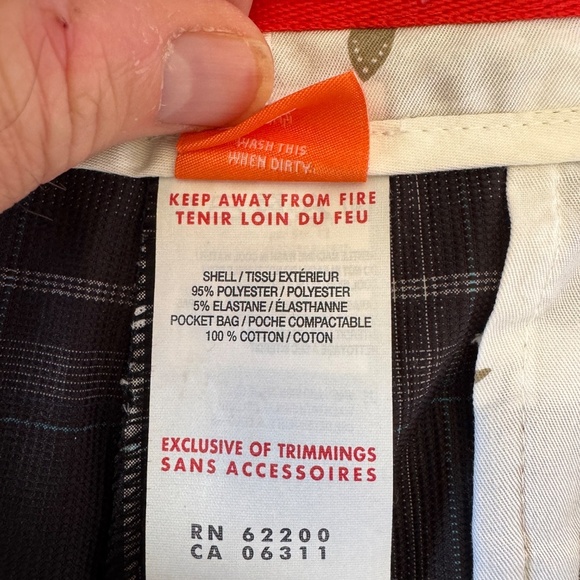 WASH THIS
WHEN DIRTY.
KEEP AWAY FROM FIRE
TENIR LOIN DU FEU
SHELL / TISSU EXTÉRIEUR
95% POLYESTER / POLYESTER
5% ELASTANE / ÉLASTHANNE
POCKET BAG / POCHE COMPACTABLE
100 % COTTON / COTON
EXCLUSIVE OF TRIMMINGS
SANS ACCESSOIRES
RN 62200
CA 06311